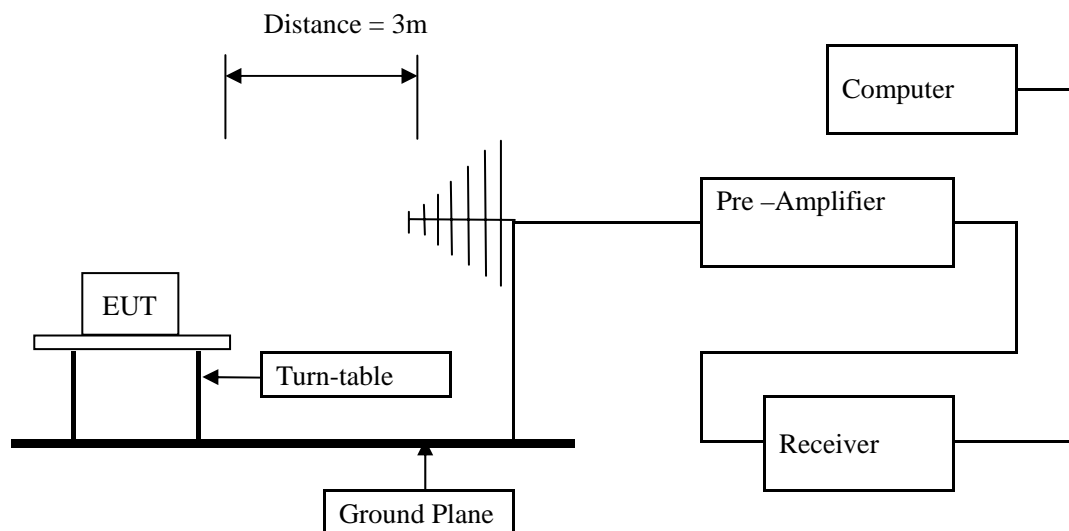 Distance = 3m
Computer
Pre –Amplifier
EUT
Turn-table
Receiver
Ground Plane